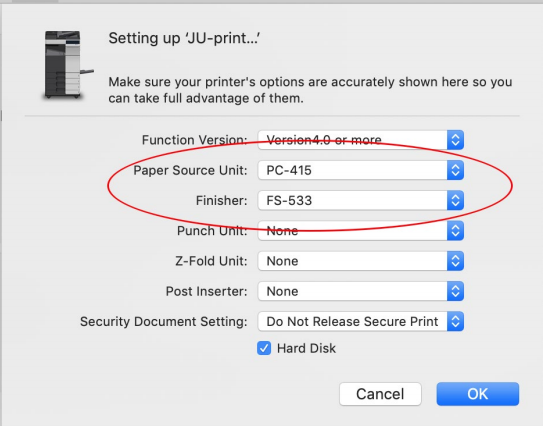 Setting up ‘JU-print...’
Make sure your printer's options are accurately shown here so you
can take full advantage of them.
Function Version: Version4.0 or more
Paper Source Unit: PC-415
Finisher: FS-533
Punch Unit: None
Z-Fold Unit: None
Post Inserter: None
Security Document Setting: Do Not Release Secure Print
Hard Disk
Cancel OK